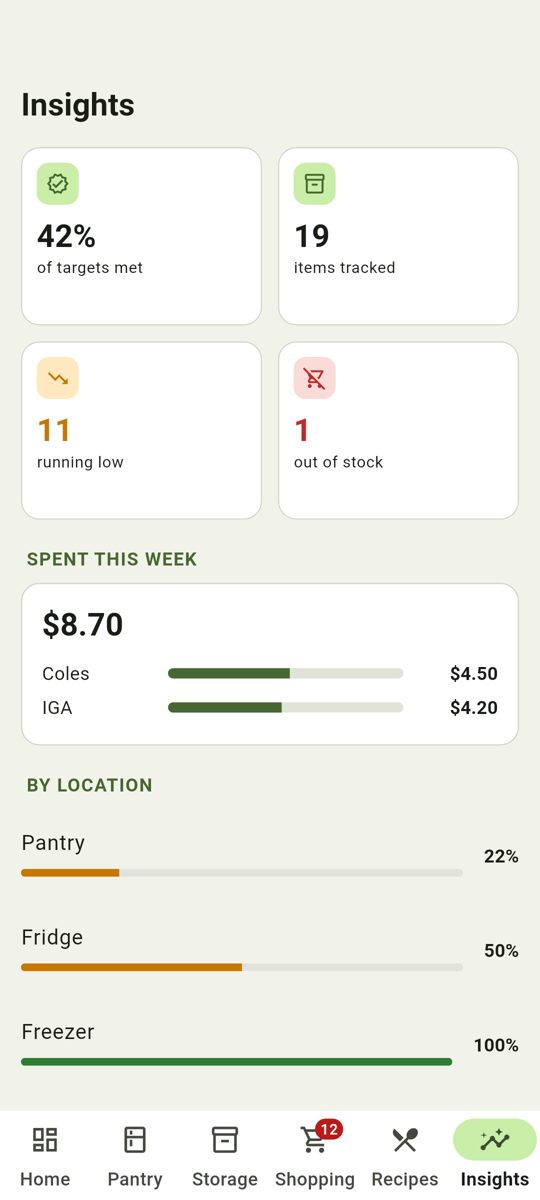 Insights
42%
of targets met
19
items tracked
11
running low
1
out of stock
SPENT THIS WEEK
$8.70
Coles $4.50
IGA $4.20
BY LOCATION
Pantry
22%
Fridge
50%
Freezer
100%
12
Home Pantry Storage Shopping Recipes Insights